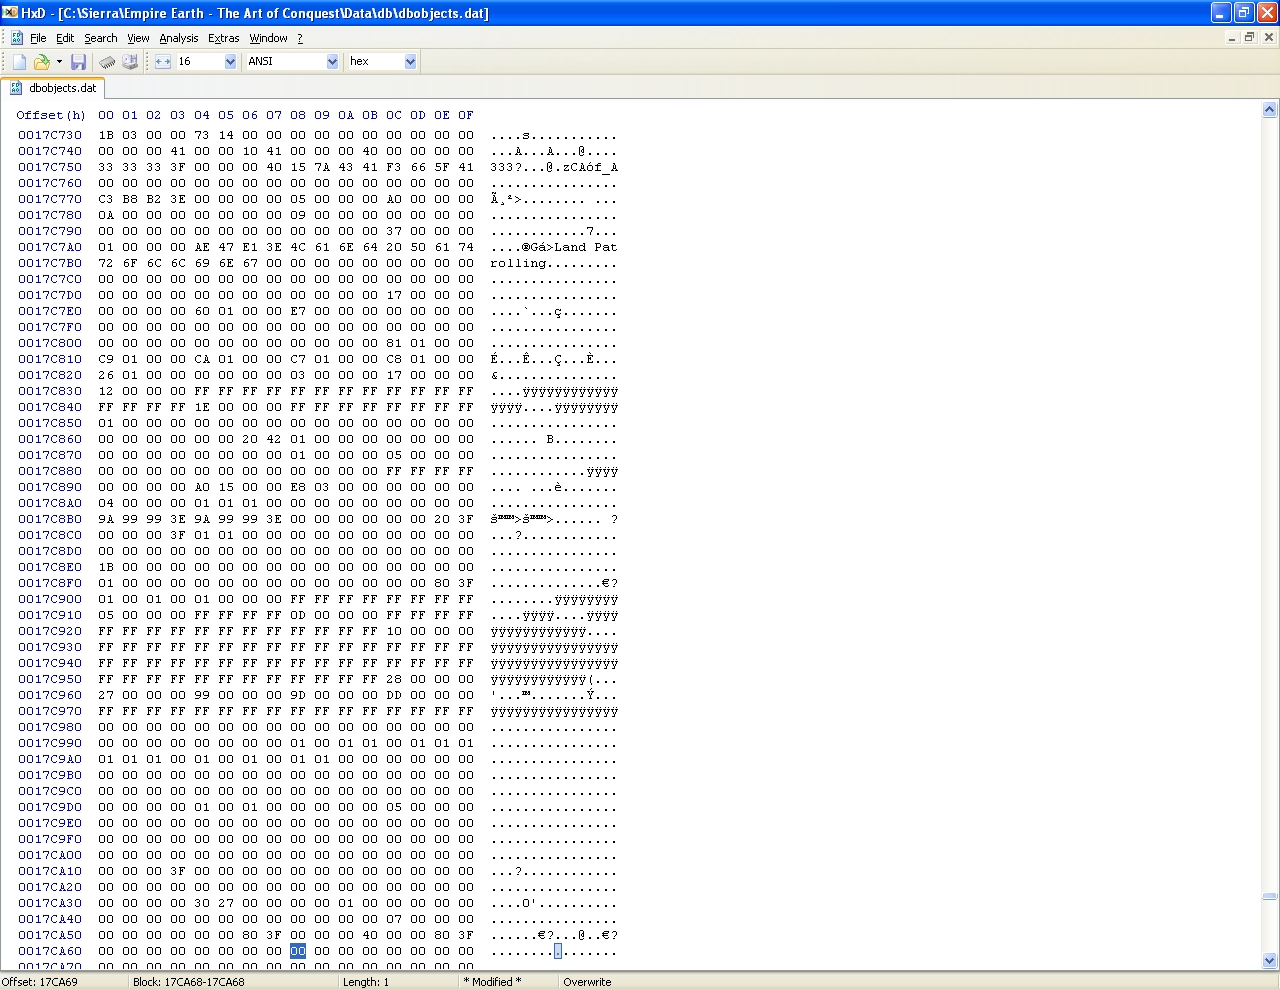 HxD - [C:\Sierra\Empire Earth - The Art of Conquest\Data\db\dbobjects.dat]
File Edit Search View Analysis Extras Window ?
16 ANSI hex
dbobjects.dat
Offset(h) 00 01 02 03 04 05 06 07 08 09 0A 0B 0C 0D 0E 0F
0017C730 1B 03 00 00 73 14 00 00 00 00 00 00 00 00 00 00 ....s...........
0017C740 00 00 00 41 00 00 10 41 00 00 00 40 00 00 00 00 ...A...A...@....
0017C750 33 33 33 3F 00 00 00 40 15 7A 43 41 F3 66 5F 41 333?...@.zCAóf_A
0017C760 00 00 00 00 00 00 00 00 00 00 00 00 00 00 00 00 ................
0017C770 C3 B8 B2 3E 00 00 00 00 05 00 00 00 A0 00 00 00 Ã¸²>........ ...
0017C780 0A 00 00 00 00 00 00 00 09 00 00 00 00 00 00 00 ................
0017C790 00 00 00 00 00 00 00 00 00 00 00 00 37 00 00 00 ............7...
0017C7A0 01 00 00 00 AE 47 E1 3E 4C 61 6E 64 20 50 61 74 ....®Gá>Land Pat
0017C7B0 72 6F 6C 6C 69 6E 67 00 00 00 00 00 00 00 00 00 rolling.........
0017C7C0 00 00 00 00 00 00 00 00 00 00 00 00 00 00 00 00 ................
0017C7D0 00 00 00 00 00 00 00 00 00 00 00 00 17 00 00 00 ................
0017C7E0 00 00 00 00 60 01 00 00 E7 00 00 00 00 00 00 00 ....`...ç.......
0017C7F0 00 00 00 00 00 00 00 00 00 00 00 00 00 00 00 00 ................
0017C800 00 00 00 00 00 00 00 00 00 00 00 00 81 01 00 00 ................
0017C810 C9 01 00 00 CA 01 00 00 C7 01 00 00 C8 01 00 00 É...Ê...Ç...È...
0017C820 26 01 00 00 00 00 00 00 03 00 00 00 17 00 00 00 &...............
0017C830 12 00 00 00 FF FF FF FF FF FF FF FF FF FF FF FF ....ÿÿÿÿÿÿÿÿÿÿÿÿ
0017C840 FF FF FF FF 1E 00 00 00 FF FF FF FF FF FF FF FF ÿÿÿÿ....ÿÿÿÿÿÿÿÿ
0017C850 01 00 00 00 00 00 00 00 00 00 00 00 00 00 00 00 ................
0017C860 00 00 00 00 00 00 20 42 01 00 00 00 00 00 00 00 ...... B........
0017C870 00 00 00 00 00 00 00 00 01 00 00 00 05 00 00 00 ................
0017C880 00 00 00 00 00 00 00 00 00 00 00 00 FF FF FF FF ............ÿÿÿÿ
0017C890 00 00 00 00 A0 15 00 00 E8 03 00 00 00 00 00 00 .... ...è.......
0017C8A0 04 00 00 00 01 01 01 00 00 00 00 00 00 00 00 00 ................
0017C8B0 9A 99 99 3E 9A 99 99 3E 00 00 00 00 00 00 20 3F š™™>š™™>...... ?
0017C8C0 00 00 00 3F 01 01 00 00 00 00 00 00 00 00 00 00 ...?............
0017C8D0 00 00 00 00 00 00 00 00 00 00 00 00 00 00 00 00 ................
0017C8E0 1B 00 00 00 00 00 00 00 00 00 00 00 00 00 00 00 ................
0017C8F0 01 00 00 00 00 00 00 00 00 00 00 00 00 00 80 3F ..............€?
0017C900 01 00 01 00 01 00 00 00 FF FF FF FF FF FF FF FF ........ÿÿÿÿÿÿÿÿ
0017C910 05 00 00 00 FF FF FF FF 0D 00 00 00 FF FF FF FF ....ÿÿÿÿ....ÿÿÿÿ
0017C920 FF FF FF FF FF FF FF FF FF FF FF FF 10 00 00 00 ÿÿÿÿÿÿÿÿÿÿÿÿ....
0017C930 FF FF FF FF FF FF FF FF FF FF FF FF FF FF FF FF ÿÿÿÿÿÿÿÿÿÿÿÿÿÿÿÿ
0017C940 FF FF FF FF FF FF FF FF FF FF FF FF FF FF FF FF ÿÿÿÿÿÿÿÿÿÿÿÿÿÿÿÿ
0017C950 FF FF FF FF FF FF FF FF FF FF FF FF 28 00 00 00 ÿÿÿÿÿÿÿÿÿÿÿÿ(...
0017C960 27 00 00 00 99 00 00 00 9D 00 00 00 DD 00 00 00 '...™.......Ý...
0017C970 FF FF FF FF FF FF FF FF FF FF FF FF FF FF FF FF ÿÿÿÿÿÿÿÿÿÿÿÿÿÿÿÿ
0017C980 00 00 00 00 00 00 00 00 00 00 00 00 00 00 00 00 ................
0017C990 00 00 00 00 00 00 00 00 01 00 01 01 00 01 01 01 ................
0017C9A0 01 01 01 00 01 00 01 00 01 01 00 00 00 00 00 00 ................
0017C9B0 00 00 00 00 00 00 00 00 00 00 00 00 00 00 00 00 ................
0017C9C0 00 00 00 00 00 00 00 00 00 00 00 00 00 00 00 00 ................
0017C9D0 00 00 00 00 01 00 01 00 00 00 00 00 05 00 00 00 ................
0017C9E0 00 00 00 00 00 00 00 00 00 00 00 00 00 00 00 00 ................
0017C9F0 00 00 00 00 00 00 00 00 00 00 00 00 00 00 00 00 ................
0017CA00 00 00 00 00 00 00 00 00 00 00 00 00 00 00 00 00 ................
0017CA10 00 00 00 3F 00 00 00 00 00 00 00 00 00 00 00 00 ...?............
0017CA20 00 00 00 00 00 00 00 00 00 00 00 00 00 00 00 00 ................
0017CA30 00 00 00 00 30 27 00 00 00 00 01 00 00 00 00 00 ....0'..........
0017CA40 00 00 00 00 00 00 00 00 00 00 00 00 07 00 00 00 ................
0017CA50 00 00 00 00 00 00 80 3F 00 00 00 40 00 00 80 3F ......€?...@..€?
0017CA60 00 00 00 00 00 00 00 00 00 00 00 00 00 00 00 00 ................
0017CA70 00 00 00 00 00 00 00 00 00 00 00 00 00 00 00 00
Offset: 17CA69 Block: 17CA68-17CA68 Length: 1 * Modified * Overwrite